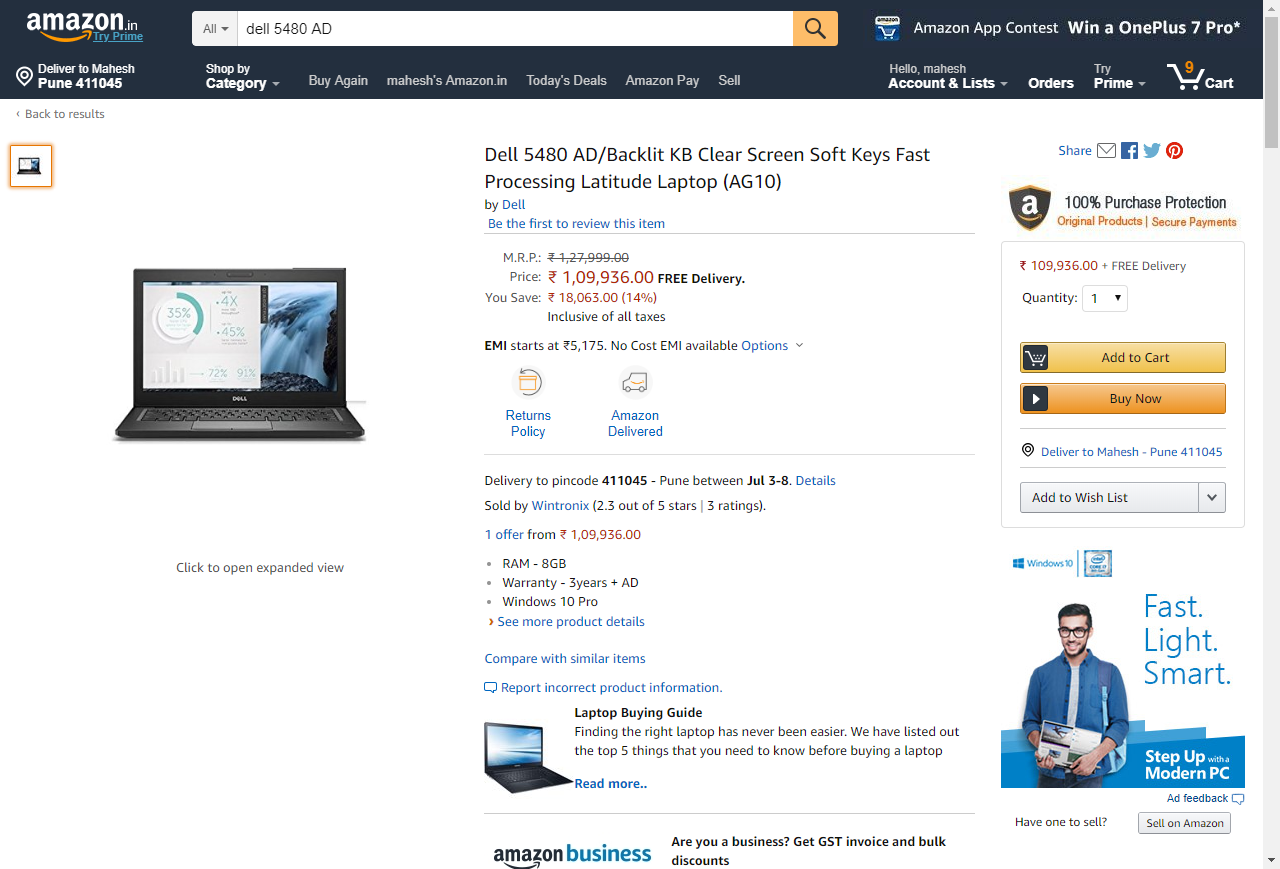 amazon.in
Try Prime
All
dell 5480 AD
amazon
Amazon App Contest Win a OnePlus 7 Pro*
Deliver to Mahesh
Pune 411045
Shop by
Category
Buy Again
mahesh's Amazon.in
Today's Deals
Amazon Pay
Sell
Hello, mahesh
Account & Lists
Orders
Try
Prime
9
Cart
‹ Back to results
Dell 5480 AD/Backlit KB Clear Screen Soft Keys Fast
Processing Latitude Laptop (AG10)
by Dell
Be the first to review this item
M.R.P.: ₹ 1,27,999.00
Price: ₹ 1,09,936.00 FREE Delivery.
You Save: ₹ 18,063.00 (14%)
Inclusive of all taxes
EMI starts at ₹5,175. No Cost EMI available Options
Returns
Policy
Amazon
Delivered
Delivery to pincode 411045 - Pune between Jul 3-8. Details
Sold by Wintronix (2.3 out of 5 stars | 3 ratings).
1 offer from ₹ 1,09,936.00
• RAM - 8GB
• Warranty - 3years + AD
• Windows 10 Pro
› See more product details
Compare with similar items
Report incorrect product information.
Laptop Buying Guide
Finding the right laptop has never been easier. We have listed out
the top 5 things that you need to know before buying a laptop
Read more..
amazon business
Are you a business? Get GST invoice and bulk
discounts
35%
4X
45%
72%
91%
DELL
Click to open expanded view
Share
a
100% Purchase Protection
Original Products | Secure Payments
₹ 109,936.00 + FREE Delivery
Quantity: 1
Add to Cart
Buy Now
Deliver to Mahesh - Pune 411045
Add to Wish List
Windows 10
Fast.
Light.
Smart.
Step Up with a
Modern PC
Ad feedback
Have one to sell?
Sell on Amazon